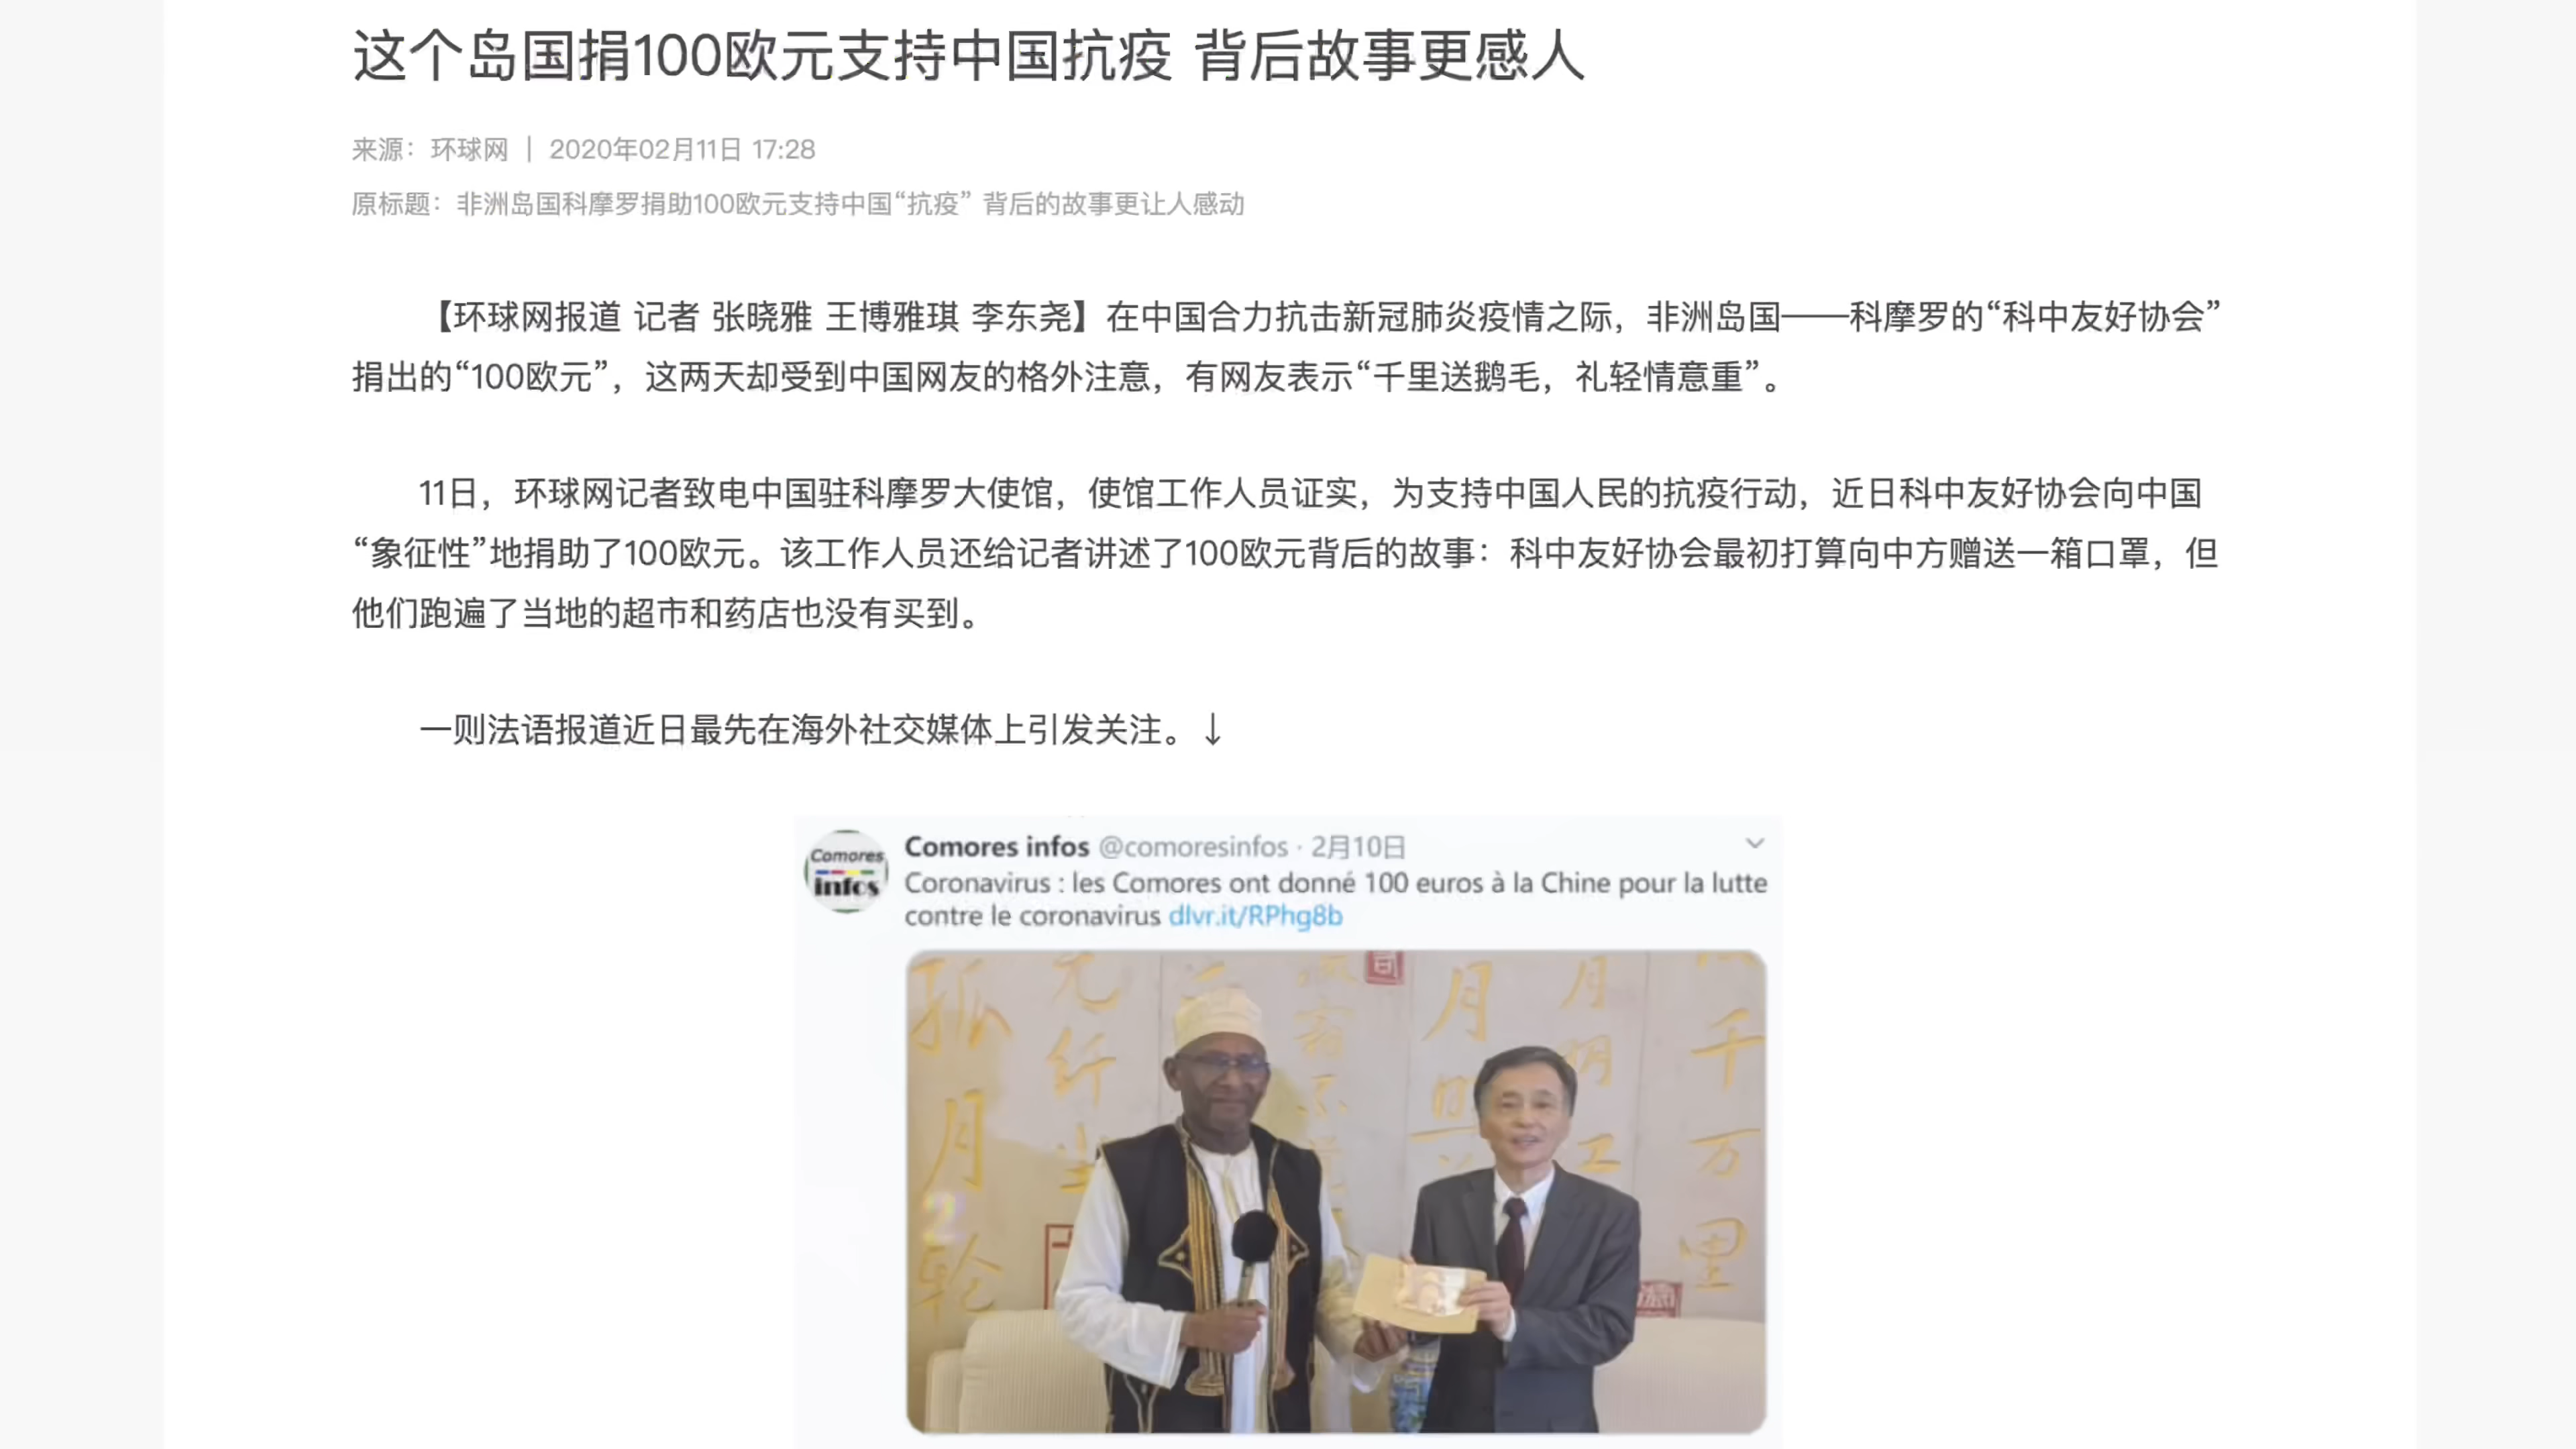 这个岛国捐100欧元支持中国抗疫 背后故事更感人
来源：环球网 | 2020年02月11日 17:28
原标题：非洲岛国科摩罗捐助100欧元支持中国“抗疫” 背后的故事更让人感动
【环球网报道 记者 张晓雅 王博雅琪 李东尧】在中国合力抗击新冠肺炎疫情之际，非洲岛国——科摩罗的“科中友好协会”
捐出的“100欧元”，这两天却受到中国网友的格外注意，有网友表示“千里送鹅毛，礼轻情意重”。
11日，环球网记者致电中国驻科摩罗大使馆，使馆工作人员证实，为支持中国人民的抗疫行动，近日科中友好协会向中国
“象征性”地捐助了100欧元。该工作人员还给记者讲述了100欧元背后的故事：科中友好协会最初打算向中方赠送一箱口罩，但
他们跑遍了当地的超市和药店也没有买到。
一则法语报道近日最先在海外社交媒体上引发关注。↓
Comores infos
Comores infos @comoresinfos · 2月10日
Coronavirus : les Comores ont donné 100 euros à la Chine pour la lutte
contre le coronavirus dlvr.it/RPhg8b
孤月轮
月照
月明
千万里